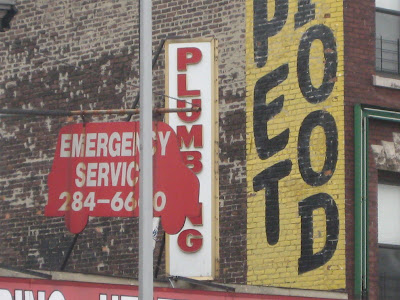 EMERGENCY
SERVICE
PLUMBING
PET
FOOD